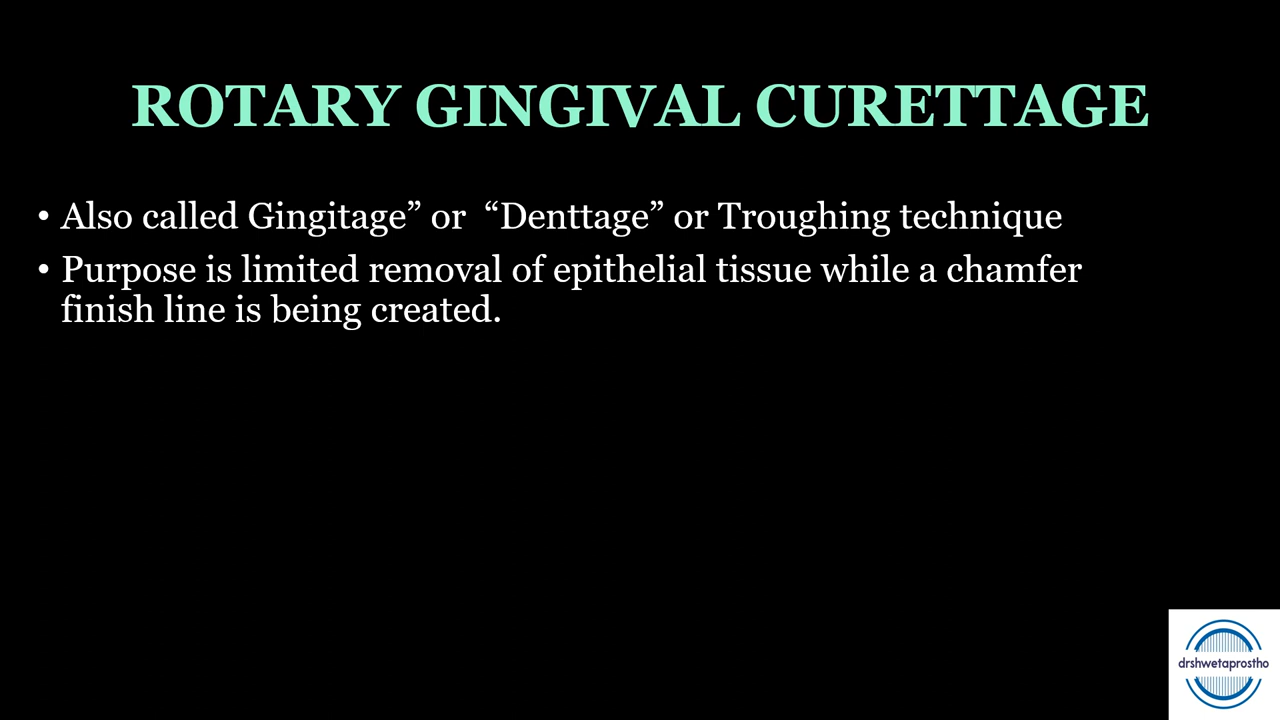 ROTARY GINGIVAL CURETTAGE
• Also called Gingitage” or  “Denttage” or Troughing technique
• Purpose is limited removal of epithelial tissue while a chamfer
finish line is being created.
drshwetaprostho